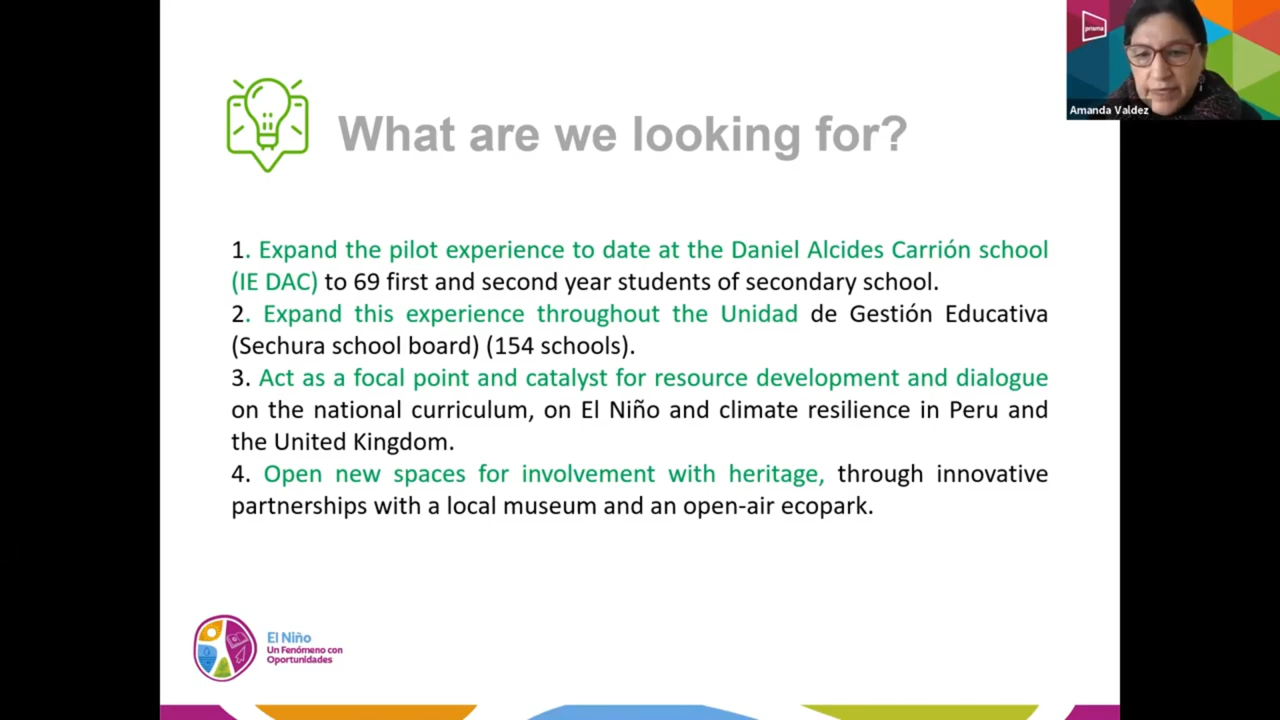 prisma
Amanda Valdez
What are we looking for?
1. Expand the pilot experience to date at the Daniel Alcides Carrión school
(IE DAC) to 69 first and second year students of secondary school.
2. Expand this experience throughout the Unidad de Gestión Educativa
(Sechura school board) (154 schools).
3. Act as a focal point and catalyst for resource development and dialogue
on the national curriculum, on El Niño and climate resilience in Peru and
the United Kingdom.
4. Open new spaces for involvement with heritage, through innovative
partnerships with a local museum and an open-air ecopark.
El Niño
Un Fenómeno con
Oportunidades